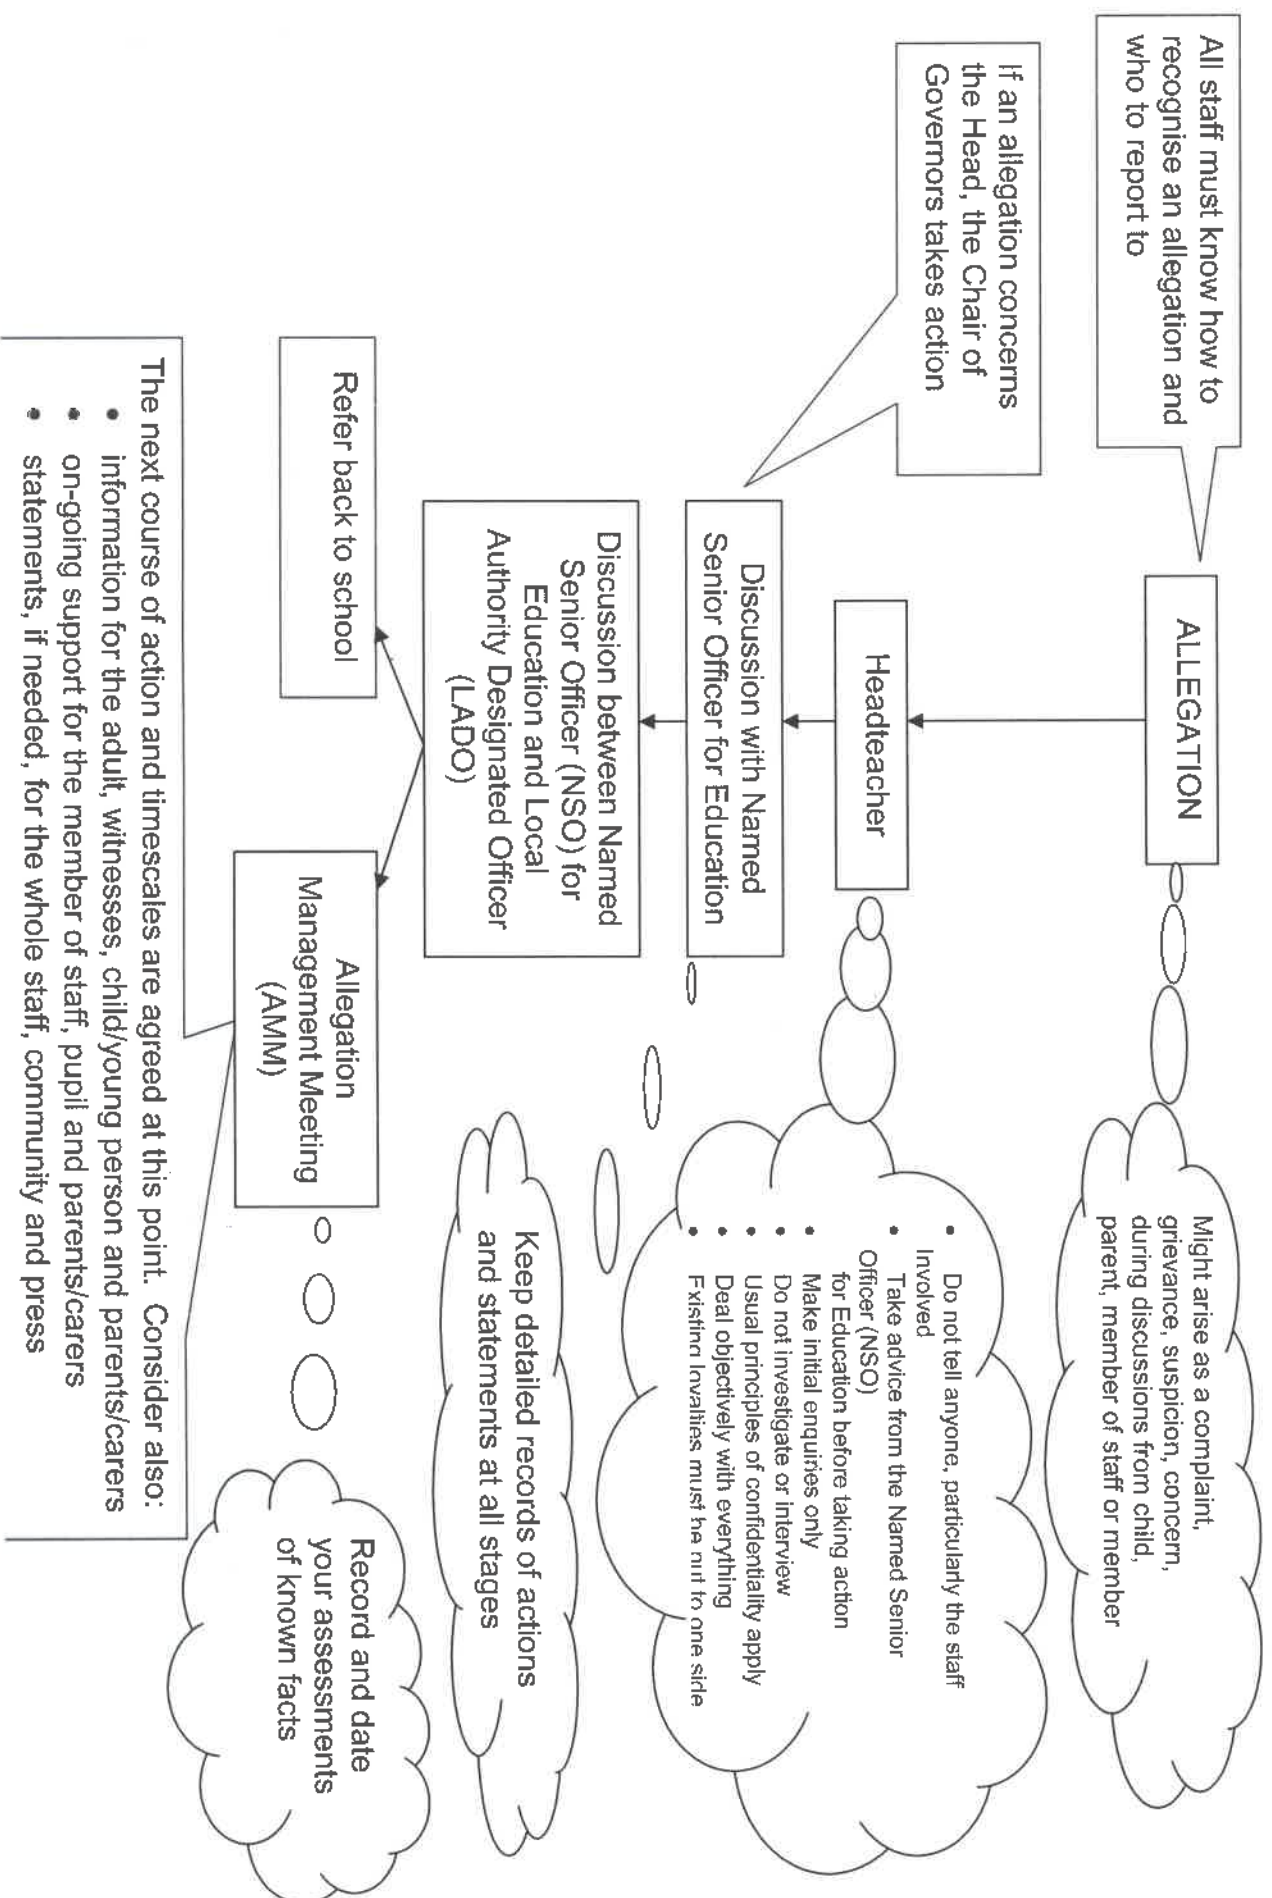 All staff must know how to
recognise an allegation and
who to report to
ALLEGATION
Might arise as a complaint,
grievance, suspicion, concern,
during discussions from child,
parent, member of staff or member
If an allegation concerns
the Head, the Chair of
Governors takes action
Headteacher
• Do not tell anyone, particularly the staff
Involved
• Take advice from the Named Senior
Officer (NSO)
for Education before taking action
• Make initial enquiries only
• Do not investigate or interview
• Usual principles of confidentiality apply
• Deal objectively with everything
• Existing loyalties must be put to one side
Discussion with Named
Senior Officer for Education
Discussion between Named
Senior Officer (NSO) for
Education and Local
Authority Designated Officer
(LADO)
Keep detailed records of actions
and statements at all stages
Refer back to school
Allegation
Management Meeting
(AMM)
Record and date
your assessments
of known facts
The next course of action and timescales are agreed at this point. Consider also:
• information for the adult, witnesses, child/young person and parents/carers
• on-going support for the member of staff, pupil and parents/carers
• statements, if needed, for the whole staff, community and press